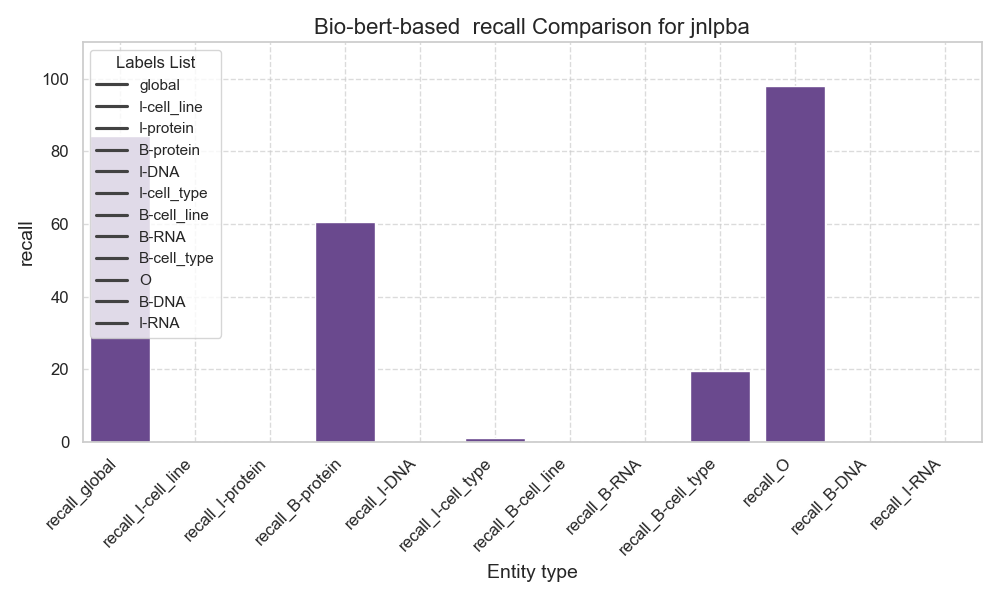 Bio-bert-based  recall Comparison for jnlpba
Labels List
global
I-cell_line
I-protein
B-protein
I-DNA
I-cell_type
B-cell_line
B-RNA
B-cell_type
O
B-DNA
I-RNA
100
80
60
40
20
0
recall
recall_global
recall_I-cell_line
recall_I-protein
recall_B-protein
recall_I-DNA
recall_I-cell_type
recall_B-cell_line
recall_B-RNA
recall_B-cell_type
recall_O
recall_B-DNA
recall_I-RNA
Entity type